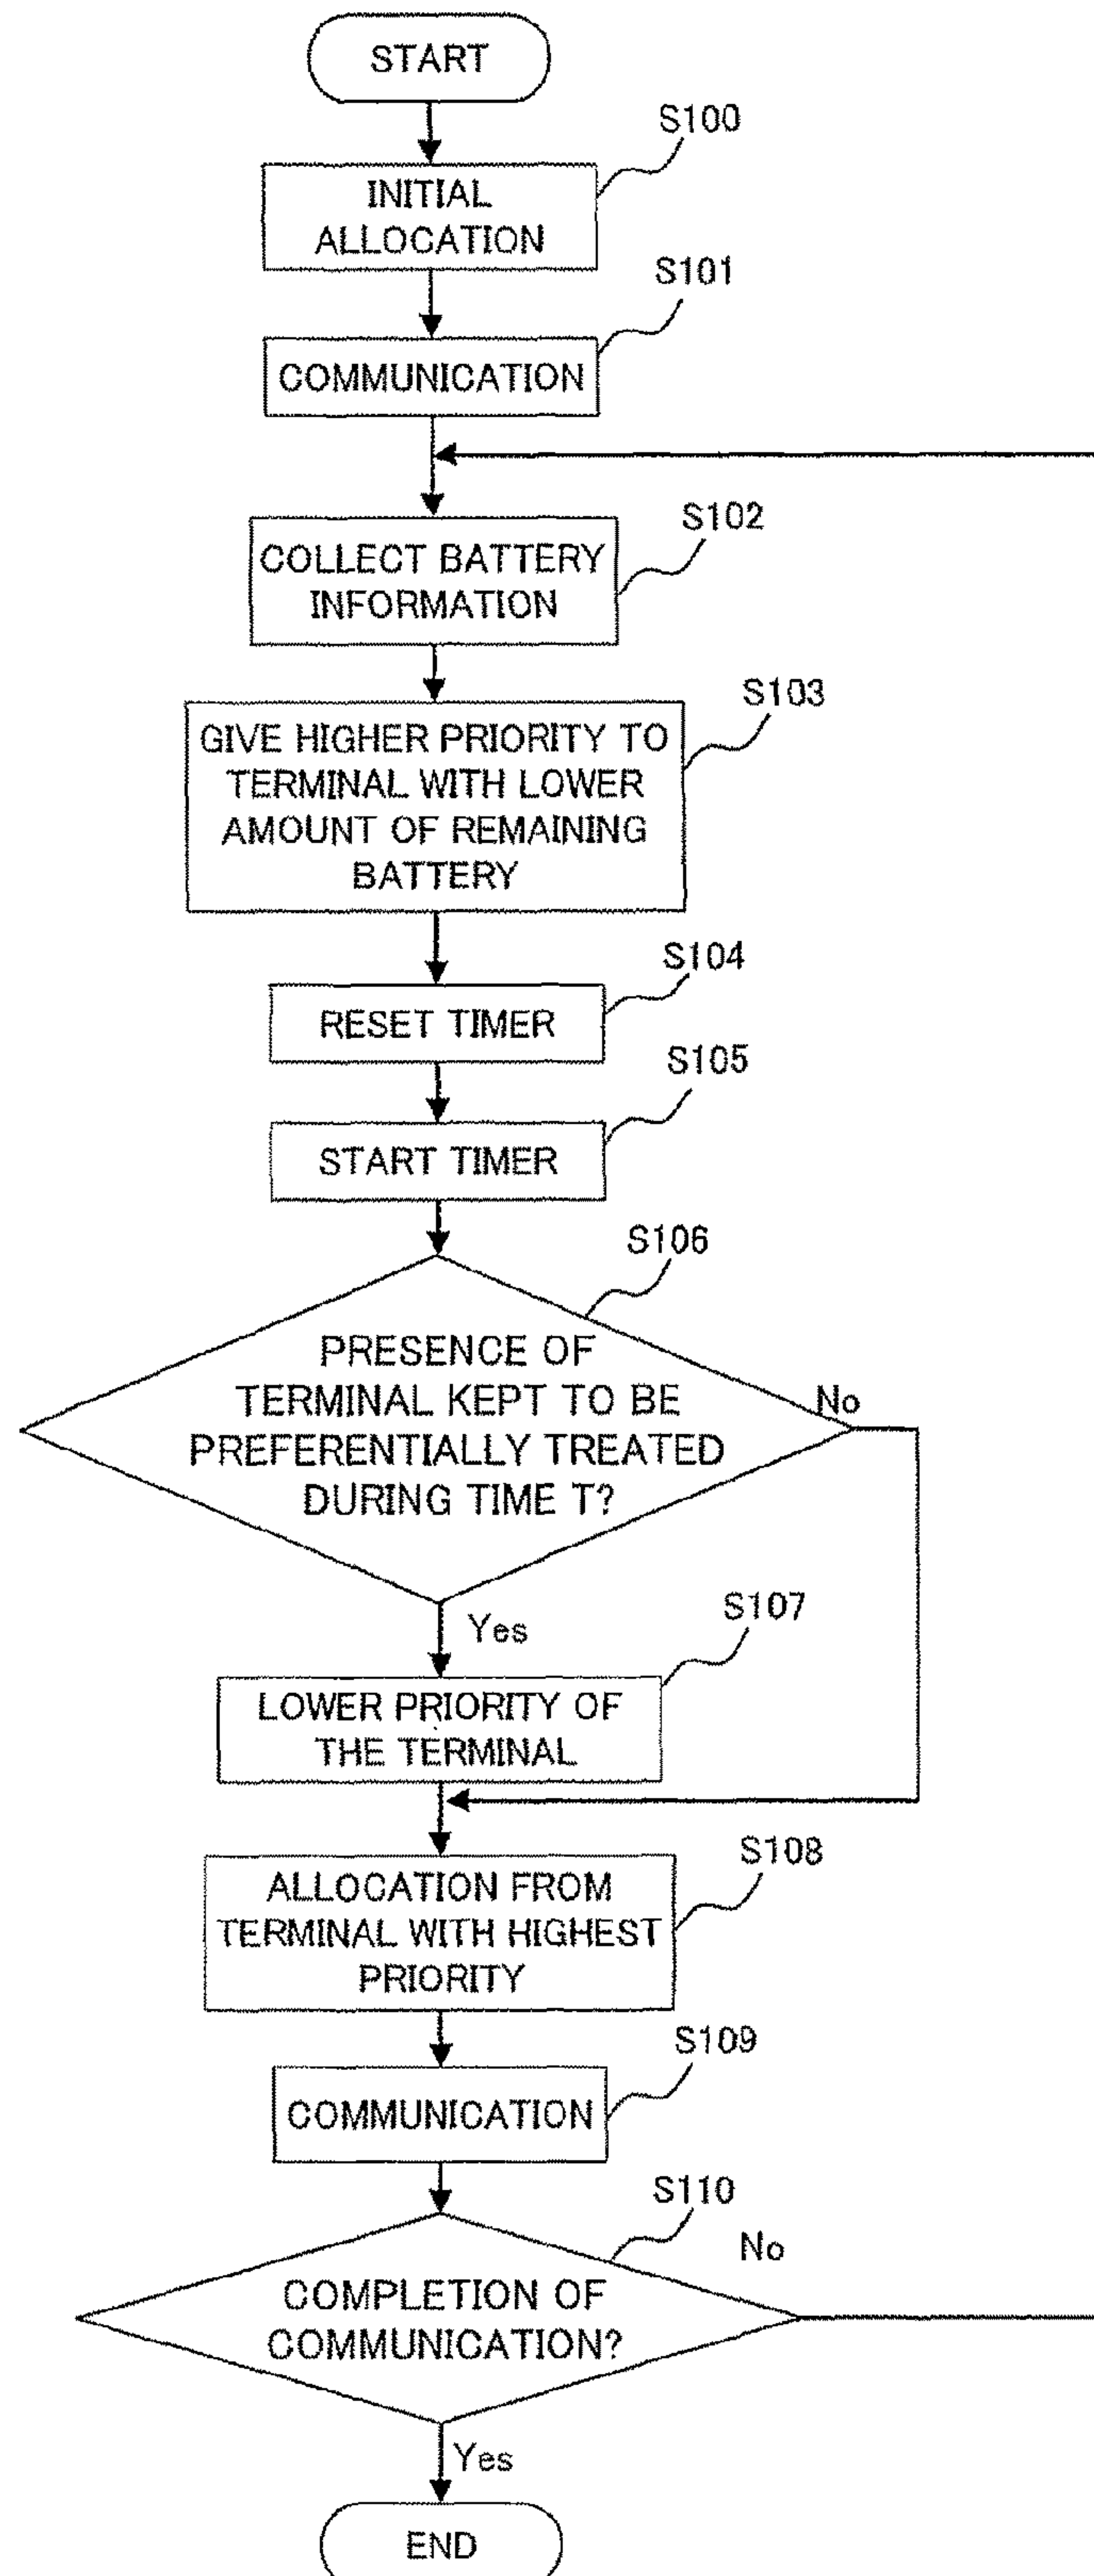 START
S100
INITIAL
ALLOCATION
S101
COMMUNICATION
S102
COLLECT BATTERY
INFORMATION
S103
GIVE HIGHER PRIORITY TO
TERMINAL WITH LOWER
AMOUNT OF REMAINING
BATTERY
S104
RESET TIMER
S105
START TIMER
S106
PRESENCE OF
TERMINAL KEPT TO BE
PREFERENTIALLY TREATED
DURING TIME T?
No
Yes
S107
LOWER PRIORITY OF
THE TERMINAL
S108
ALLOCATION FROM
TERMINAL WITH HIGHEST
PRIORITY
S109
COMMUNICATION
S110
No
COMPLETION OF
COMMUNICATION?
Yes
END